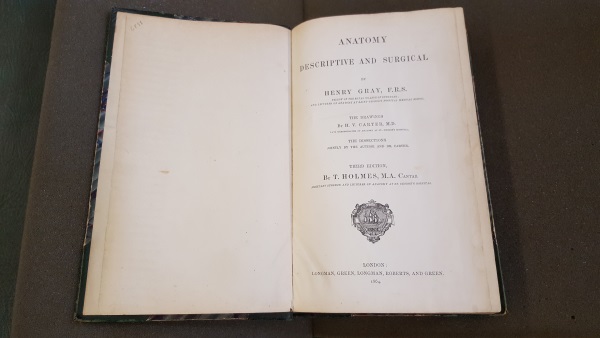 ANATOMY
DESCRIPTIVE AND SURGICAL
BY
HENRY GRAY, F.R.S.
THE DRAWINGS
BY H. V. CARTER, M.D.
THE DISSECTIONS
JOINTLY BY THE AUTHOR AND DR. CARTER.
THIRD EDITION,
BY T. HOLMES, M.A. CANTAB.
LONDON:
LONGMAN, GREEN, LONGMAN, ROBERTS, AND GREEN.
1864.